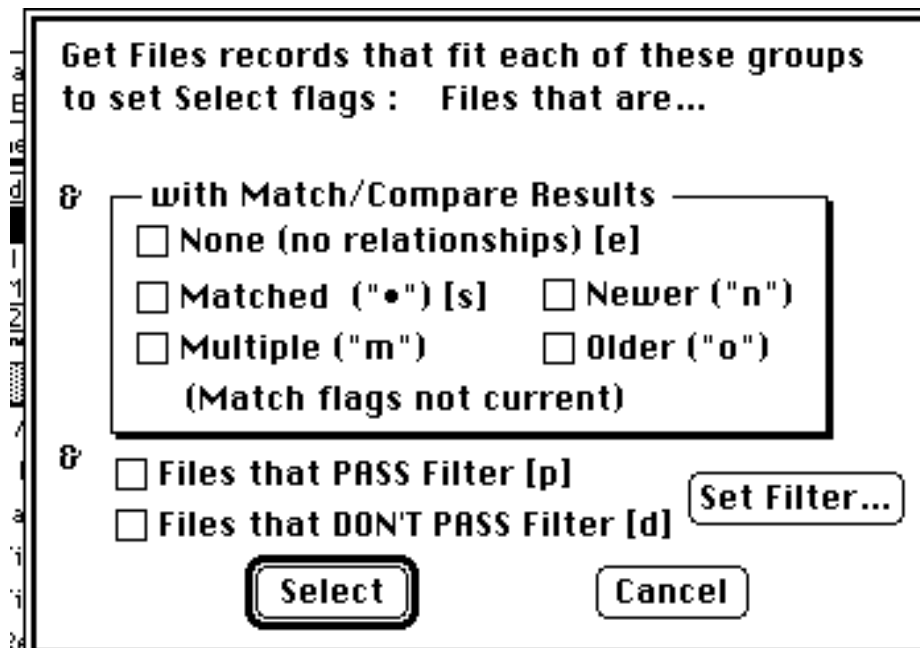 Get Files records that fit each of these groups
to set Select flags : Files that are...
& with Match/Compare Results
None (no relationships) [e]
Matched ("•") [s] Newer ("n")
Multiple ("m") Older ("o")
(Match flags not current)
& Files that PASS Filter [p]
Files that DON'T PASS Filter [d] Set Filter...
Select Cancel